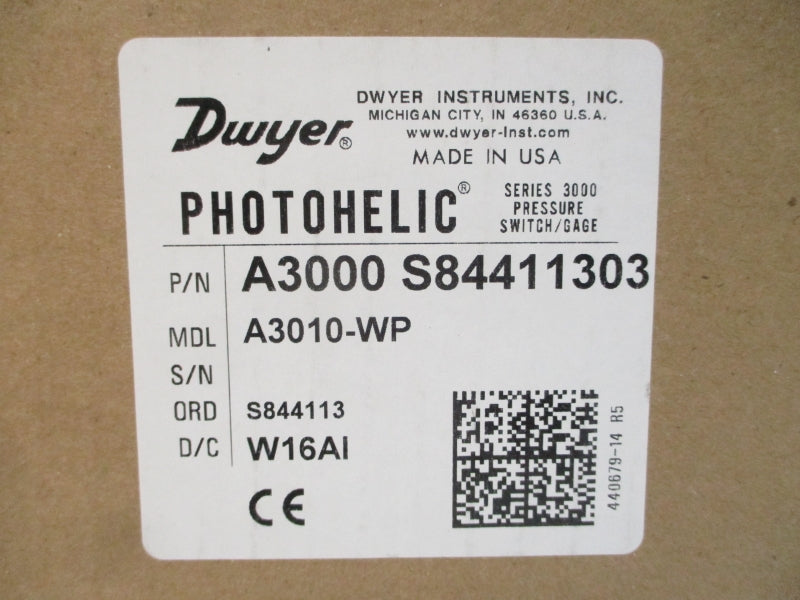 Dwyer®
DWYER INSTRUMENTS, INC.
MICHIGAN CITY, IN 46360 U.S.A.
www.dwyer-inst.com
MADE IN USA
PHOTOHELIC®
SERIES 3000
PRESSURE
SWITCH/GAGE
P/N A3000 S84411303
MDL A3010-WP
S/N
ORD S844113
D/C W16AI
CE
440679-14 R5